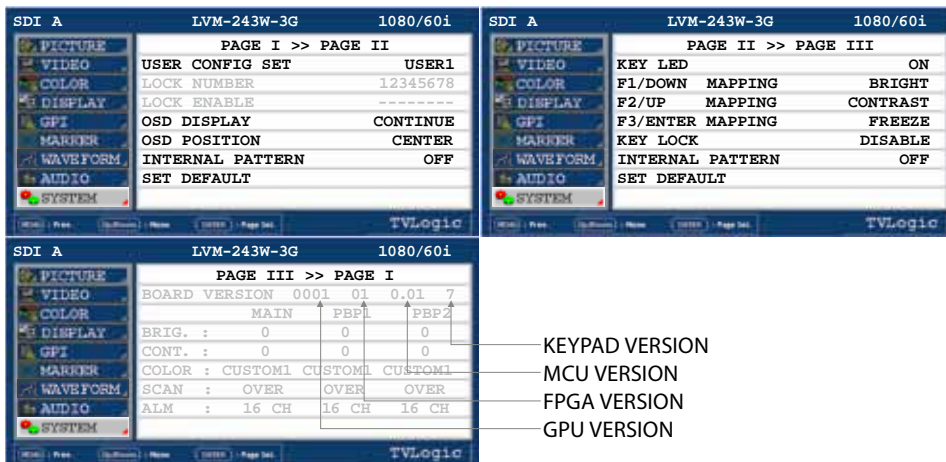 SDI A LVM-243W-3G 1080/60i
PICTURE PAGE I >> PAGE II
VIDEO USER CONFIG SET USER1
COLOR LOCK NUMBER 12345678
DISPLAY LOCK ENABLE --------
GPI OSD DISPLAY CONTINUE
MARKER OSD POSITION CENTER
WAVEFORM INTERNAL PATTERN OFF
AUDIO SET DEFAULT
SYSTEM
TVLogic
SDI A LVM-243W-3G 1080/60i
PICTURE PAGE II >> PAGE III
VIDEO KEY LED ON
COLOR F1/DOWN MAPPING BRIGHT
DISPLAY F2/UP MAPPING CONTRAST
GPI F3/ENTER MAPPING FREEZE
MARKER KEY LOCK DISABLE
WAVEFORM INTERNAL PATTERN OFF
AUDIO SET DEFAULT
SYSTEM
TVLogic
SDI A LVM-243W-3G 1080/60i
PICTURE PAGE III >> PAGE I
VIDEO BOARD VERSION 0001 01 0.01 7
COLOR MAIN PBP1 PBP2
DISPLAY BRIG. : 0 0 0
GPI CONT. : 0 0 0
MARKER COLOR : CUSTOM1 CUSTOM1 CUSTOM1
WAVEFORM SCAN : OVER OVER OVER
AUDIO ALM : 16 CH 16 CH 16 CH
SYSTEM
TVLogic
KEYPAD VERSION
MCU VERSION
FPGA VERSION
GPU VERSION